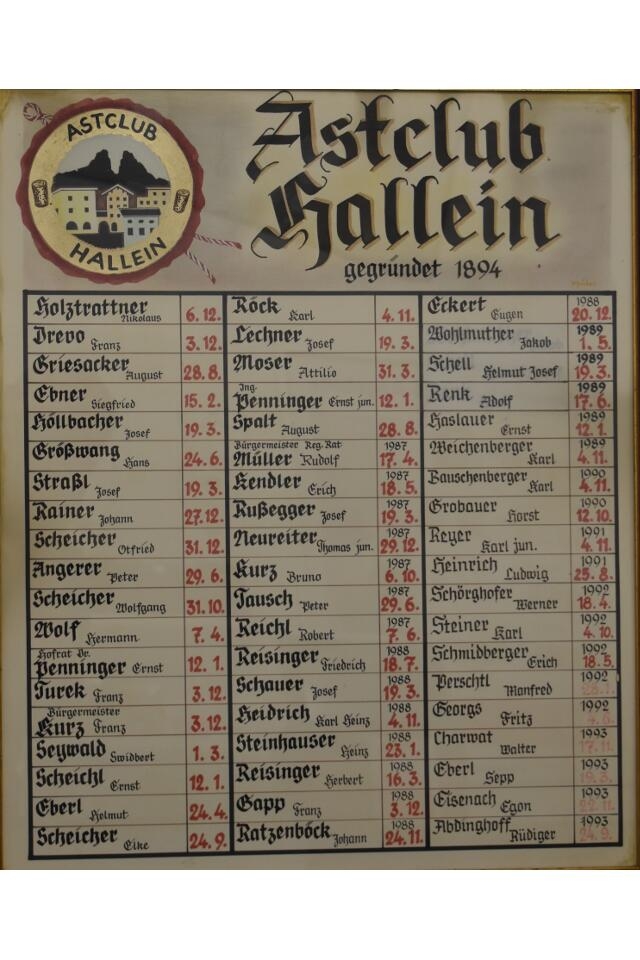 ASTCLUB
HALLEIN
Astclub
Hallein
gegründet 1894
Holztrattner Nikolaus 6.12.
Drevo Franz 3.12.
Griesacker August 28.8.
Ebner Siegfried 15.2.
Höllbacher Josef 19.3.
Größwang Hans 24.6.
Straßl Josef 19.3.
Rainer Johann 27.12.
Scheicher Otfried 31.12.
Angerer Peter 29.6.
Scheicher Wolfgang 31.10.
Wolf Hermann 7.4.
Hofrat Dr.
Penninger Ernst 12.1.
Turek Franz 3.12.
Bürgermeister
Kurz Franz 3.12.
Seywald Swidbert 1.3.
Scheichl Ernst 12.1.
Eberl Helmut 24.4.
Scheicher Eike 24.9.
Röck Karl 4.11.
Lechner Josef 19.3.
Moser Attilio 31.3.
Ing.
Penninger Ernst jun. 12.1.
Spalt August 28.8.
Bürgermeister Reg. Rat 1987
Müller Rudolf 17.4.
1987
Kendler Erich 18.5.
1987
Rußegger Josef 19.3.
1987
Neureiter Thomas jun. 29.12.
1987
Kurz Bruno 6.10.
1987
Tausch Peter 29.6.
1987
Reichl Robert 7.6.
1988
Reisinger Friedrich 18.7.
1988
Schauer Josef 19.3.
1988
Heidrich Karl Heinz 4.11.
1988
Steinhauser Heinz 23.1.
1988
Reisinger Herbert 16.3.
1988
Gapp Franz 3.12.
1988
Ratzenböck Johann 24.11.
1988
Eckert Eugen 20.12.
1989
Wohlmuther Jakob 1.5.
1989
Schell Helmut Josef 19.3.
1989
Renk Adolf 17.6.
1989
Haslauer Ernst 12.1.
1989
Weichenberger Karl 4.11.
1990
Bauschenberger Karl 4.11.
1990
Grobauer Horst 12.10.
1991
Reyer Karl jun. 4.11.
1991
Heinrich Ludwig 25.8.
1992
Schörghofer Werner 18.4.
1992
Steiner Karl 4.10.
1992
Schmidberger Erich 18.5.
1992
Perschtl Manfred
1992
Georgs Fritz 4.6.
1993
Charwat Walter 17.11.
1993
Eberl Sepp 19.3.
1993
Eisenach Egon 22.11.
1993
Abdinghoff Rüdiger 24.9.